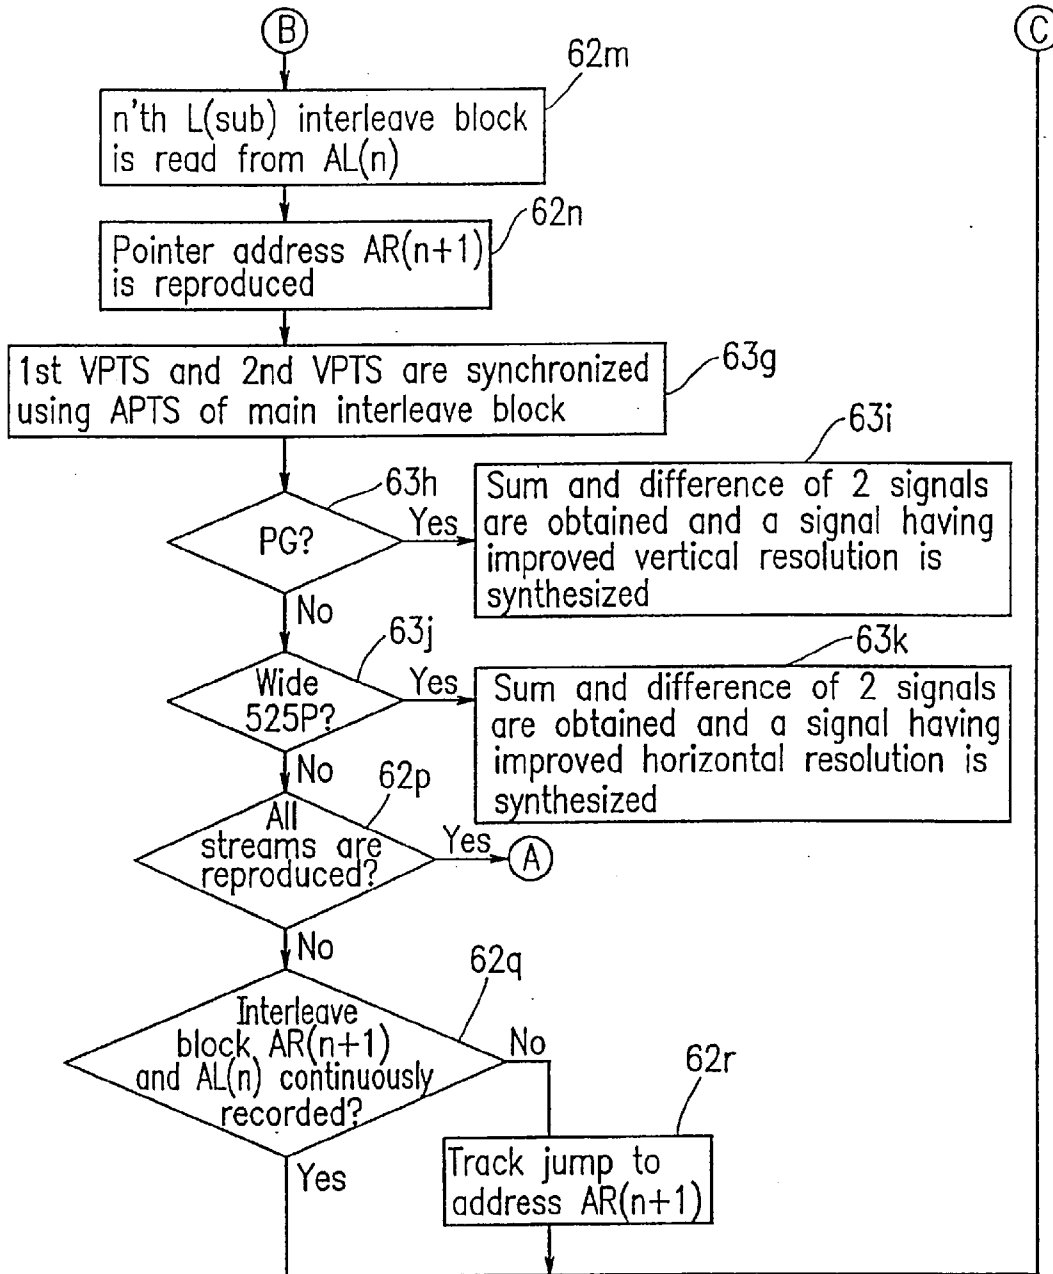 B
C
62m
n'th L(sub) interleave block
is read from AL(n)
62n
Pointer address AR(n+1)
is reproduced
63g
1st VPTS and 2nd VPTS are synchronized
using APTS of main interleave block
63h
PG?
Yes
63i
Sum and difference of 2 signals
are obtained and a signal having
improved vertical resolution is
synthesized
No
63j
Wide
525P?
Yes
63k
Sum and difference of 2 signals
are obtained and a signal having
improved horizontal resolution is
synthesized
No
62p
All
streams are
reproduced?
Yes
A
No
62q
Interleave
block AR(n+1)
and AL(n) continuously
recorded?
No
62r
Track jump to
address AR(n+1)
Yes